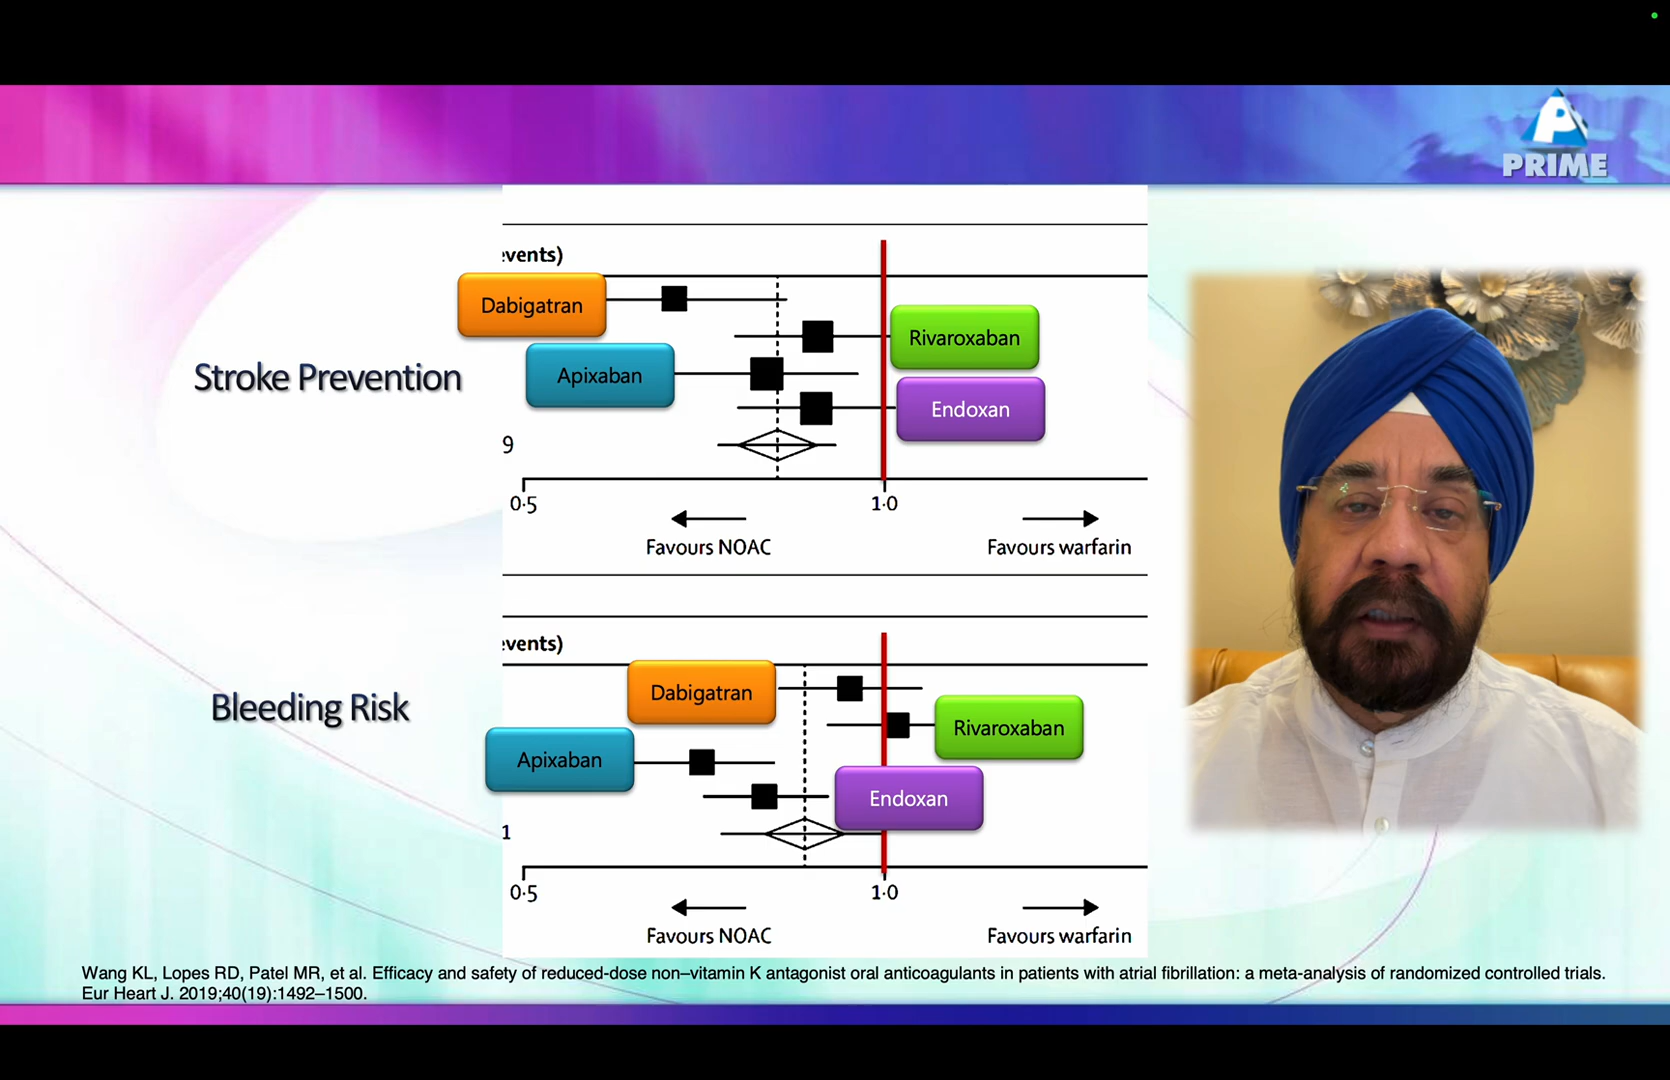 PRIME
events)
Dabigatran
Rivaroxaban
Stroke Prevention
Apixaban
Endoxan
9
0·5
1·0
Favours NOAC
Favours warfarin
events)
Dabigatran
Bleeding Risk
Rivaroxaban
Apixaban
Endoxan
1
0·5
1·0
Favours NOAC
Favours warfarin
Wang KL, Lopes RD, Patel MR, et al. Efficacy and safety of reduced-dose non–vitamin K antagonist oral anticoagulants in patients with atrial fibrillation: a meta-analysis of randomized controlled trials.
Eur Heart J. 2019;40(19):1492–1500.